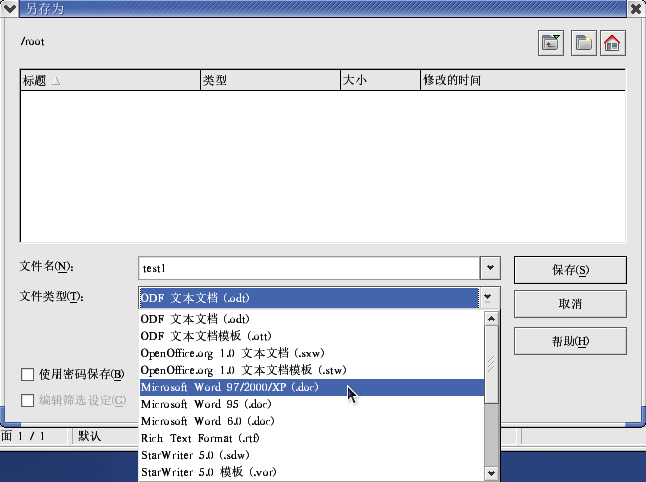 另存为
/root
标题 类型 大小 修改的时间
文件名(N): test1 保存(S)
文件类型(T): ODF 文本文档 (.odt) 取消
ODF 文本文档 (.odt)
ODF 文本文档模板 (.ott) 帮助(H)
OpenOffice.org 1.0 文本文档 (.sxw)
使用密码保存(B) OpenOffice.org 1.0 文本文档模板 (.stw)
Microsoft Word 97/2000/XP (.doc)
编辑筛选设定(C) Microsoft Word 95 (.doc)
Microsoft Word 6.0 (.doc)
面 1 / 1 默认 Rich Text Format (.rtf)
StarWriter 5.0 (.sdw)
StarWriter 5.0 模板 (.vor)